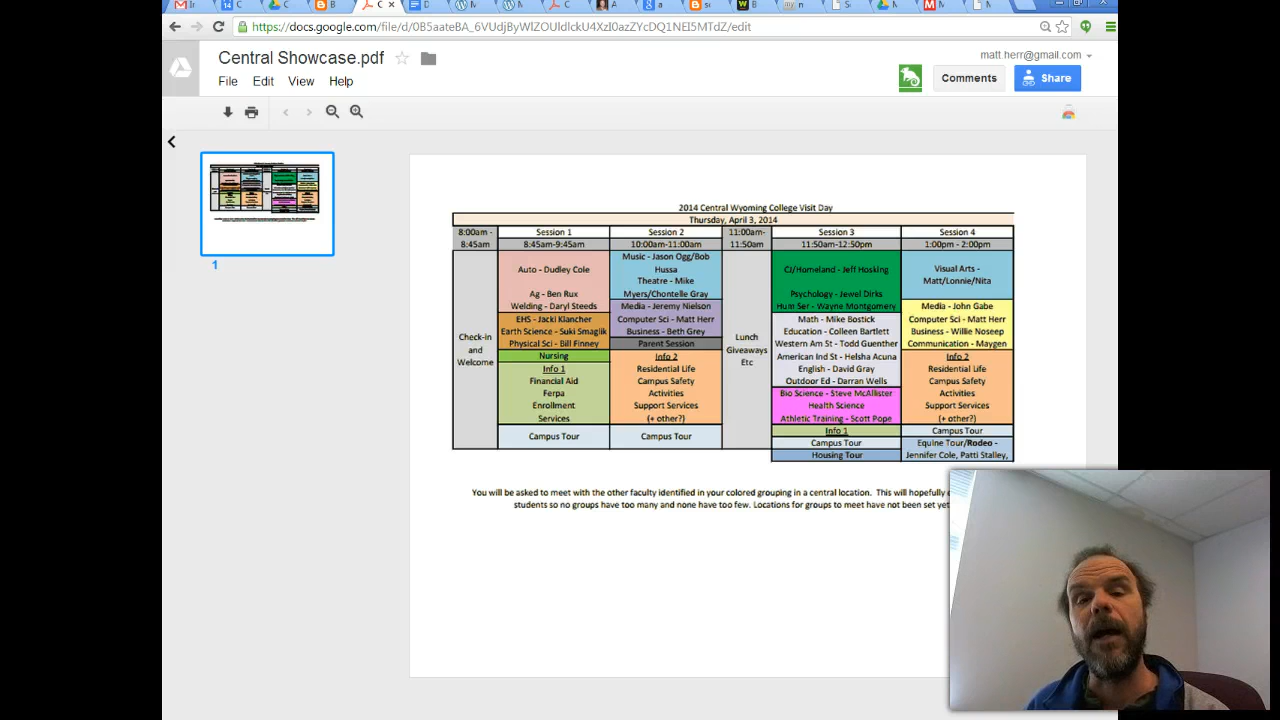 https://docs.google.com/file/d/0B5aateBA_6VUdjByWlZOUldlckU4XzI0azZYcDQ1NEI5MTdZ/edit
Central Showcase.pdf
matt.herr@gmail.com
File Edit View Help
Comments
Share
1
2014 Central Wyoming College Visit Day
Thursday, April 3, 2014
8:00am - 8:45am
Session 1
8:45am-9:45am
Session 2
10:00am-11:00am
11:00am-11:50am
Session 3
11:50am-12:50pm
Session 4
1:00pm - 2:00pm
Check-in
and
Welcome
Auto - Dudley Cole
Ag - Ben Rux
Welding - Daryl Steeds
EHS - Jacki Klancher
Earth Science - Suki Smaglik
Physical Sci - Bill Finney
Nursing
Info 1
Financial Aid
Ferpa
Enrollment
Services
Campus Tour
Music - Jason Ogg/Bob
Hussa
Theatre - Mike
Myers/Chontelle Gray
Media - Jeremy Nielson
Computer Sci - Matt Herr
Business - Beth Grey
Parent Session
Info 2
Residential Life
Campus Safety
Activities
Support Services
(+ other?)
Campus Tour
Lunch
Giveaways
Etc
CJ/Homeland - Jeff Hosking
Psychology - Jewel Dirks
Hum Ser - Wayne Montgomery
Math - Mike Bostick
Education - Colleen Bartlett
Western Am St - Todd Guenther
American Ind St - Helsha Acuna
English - David Gray
Outdoor Ed - Darran Wells
Bio Science - Steve McAllister
Health Science
Athletic Training - Scott Pope
Info 1
Campus Tour
Housing Tour
Visual Arts -
Matt/Lonnie/Nita
Media - John Gabe
Computer Sci - Matt Herr
Business - Willie Noseep
Communication - Maygen
Info 2
Residential Life
Campus Safety
Activities
Support Services
(+ other?)
Campus Tour
Equine Tour/Rodeo -
Jennifer Cole, Patti Stalley,
You will be asked to meet with the other faculty identified in your colored grouping in a central location. This will hopefully
students so no groups have too many and none have too few. Locations for groups to meet have not been set yet